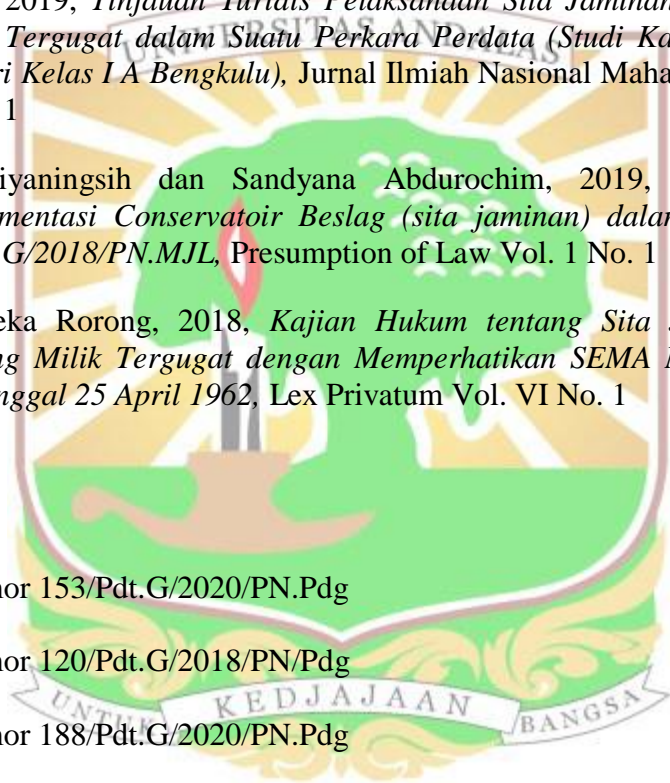 2019, Tinjauan Yuridis Pelaksanaan Sita Jaminan
Tergugat dalam Suatu Perkara Perdata (Studi Ka
ri Kelas I A Bengkulu), Jurnal Ilmiah Nasional Maha
1
iyaningsih dan Sandyana Abdurochim, 2019,
mentasi Conservatoir Beslag (sita jaminan) dalan
G/2018/PN.MJL, Presumption of Law Vol. 1 No. 1
eka Rorong, 2018, Kajian Hukum tentang Sita
ng Milik Tergugat dengan Memperhatikan SEMA
nggal 25 April 1962, Lex Privatum Vol. VI No. 1
nor 153/Pdt.G/2020/PN.Pdg
nor 120/Pdt.G/2018/PN/Pdg
UNTUK KEDJAJAAN BANGSA
nor 188/Pdt.G/2020/PN.Pdg